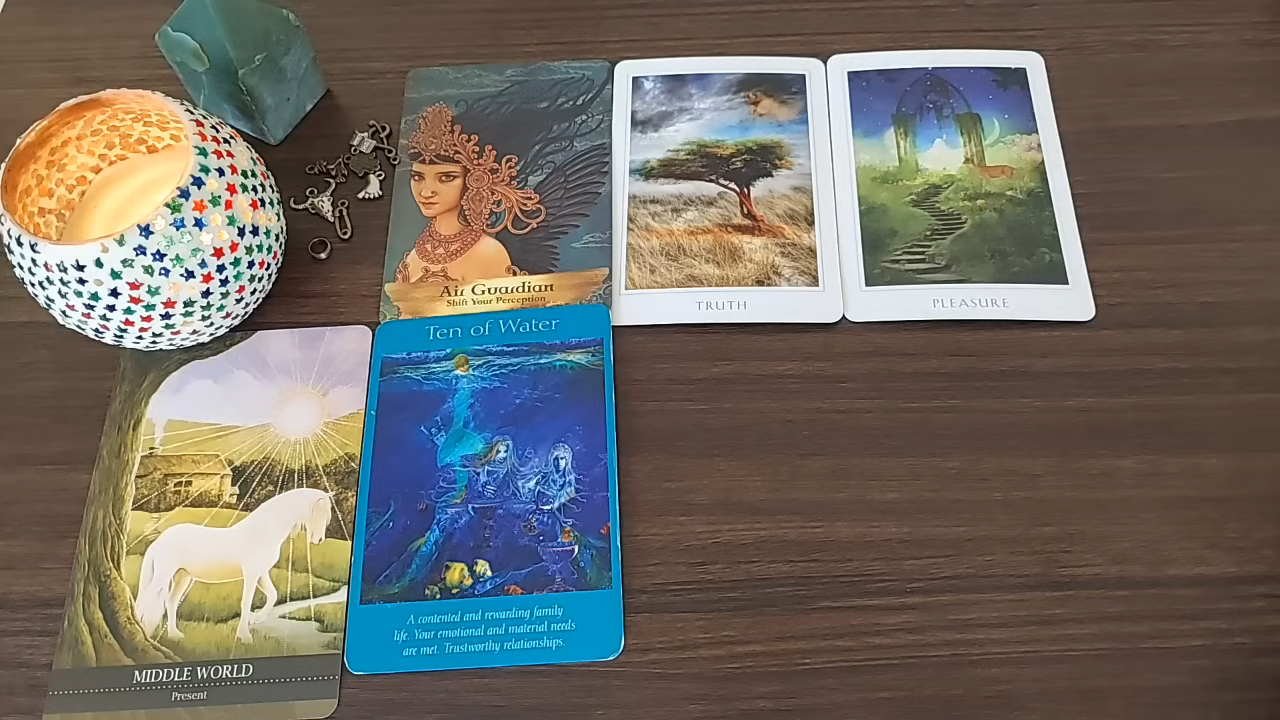 Air Guardian
Shift Your Perception
TRUTH
PLEASURE
Ten of Water
A contented and rewarding family
life. Your emotional and material needs
are met. Trustworthy relationships.
MIDDLE WORLD
Present